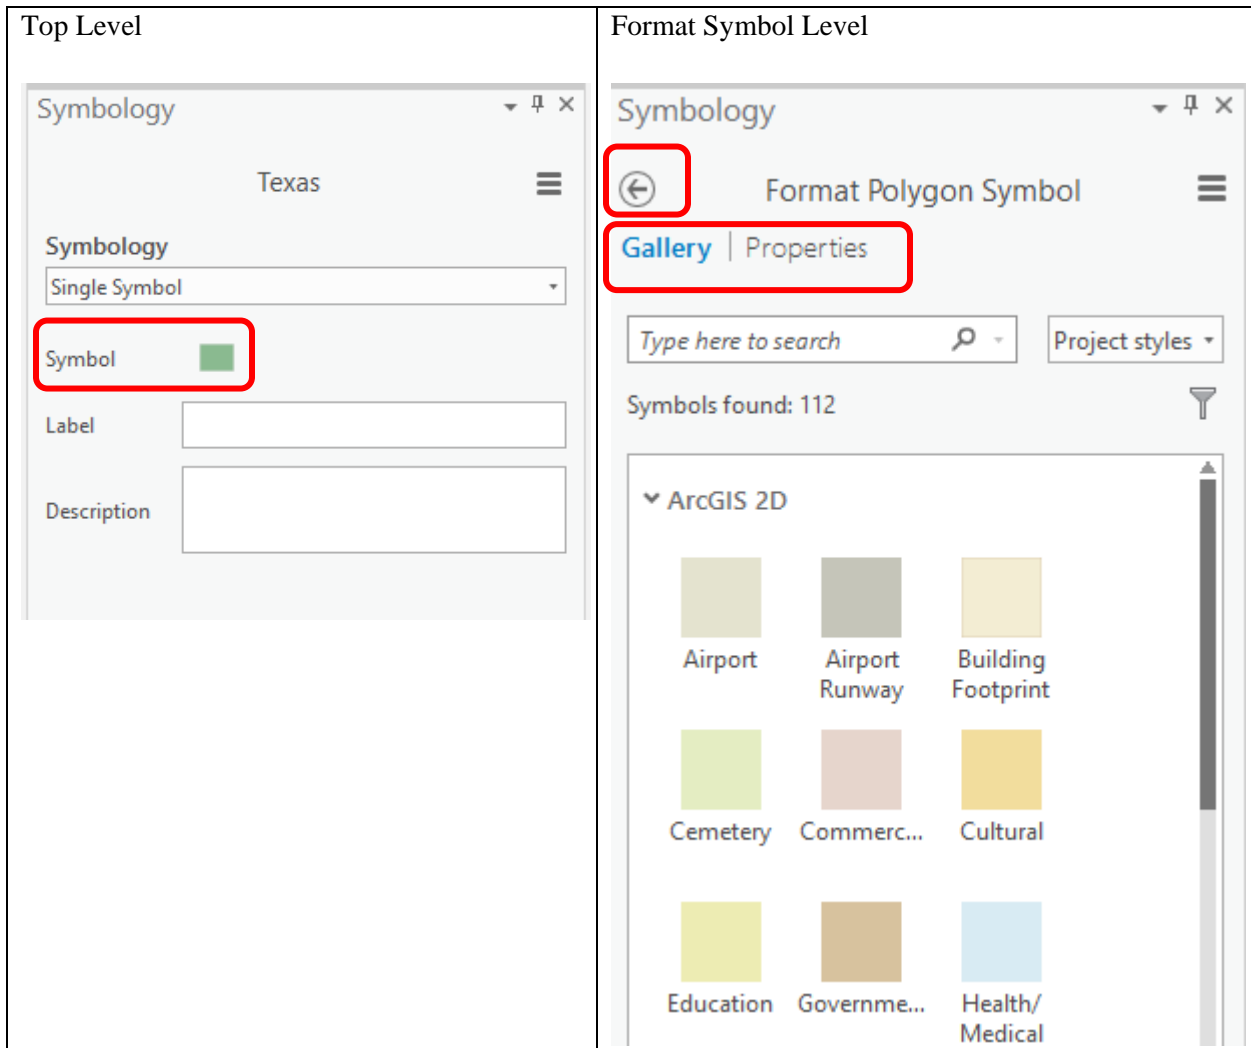 Top Level
Symbology
Texas
Symbology
Single Symbol
Symbol
Label
Description
Format Symbol Level
Symbology
Format Polygon Symbol
Gallery | Properties
Type here to search
Project styles
Symbols found: 112
ArcGIS 2D
Airport
Airport
Runway
Building
Footprint
Cemetery
Commerc...
Cultural
Education
Governme...
Health/
Medical